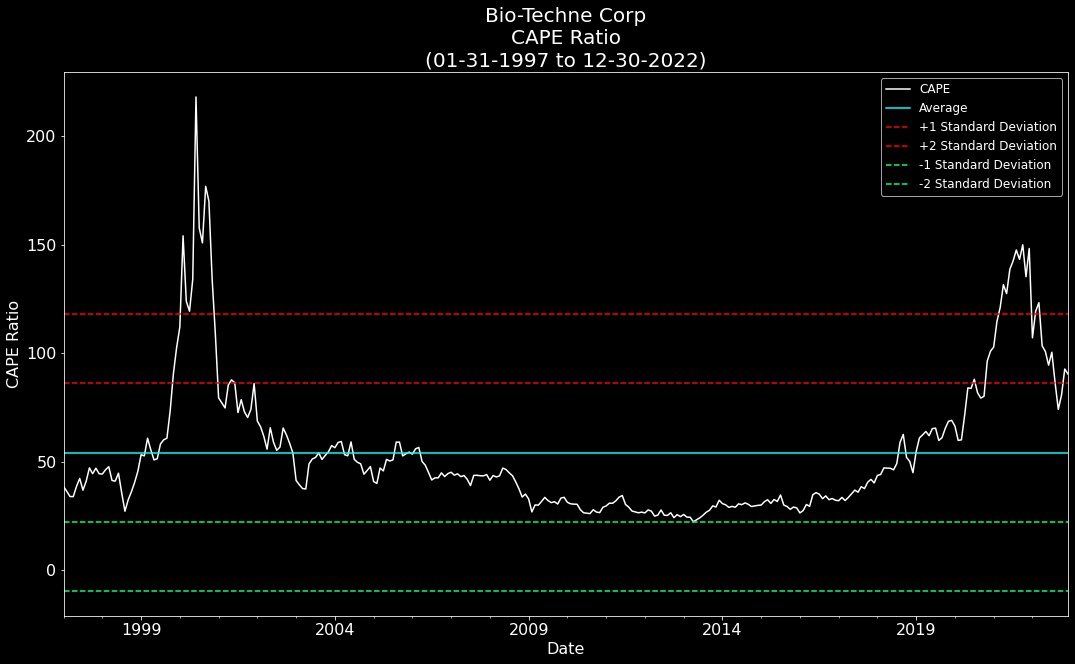 Bio-Techne Corp
CAPE Ratio
(01-31-1997 to 12-30-2022)
CAPE
Average
+1 Standard Deviation
+2 Standard Deviation
-1 Standard Deviation
-2 Standard Deviation
CAPE Ratio
200
150
100
50
0
1999
2004
2009
2014
2019
Date